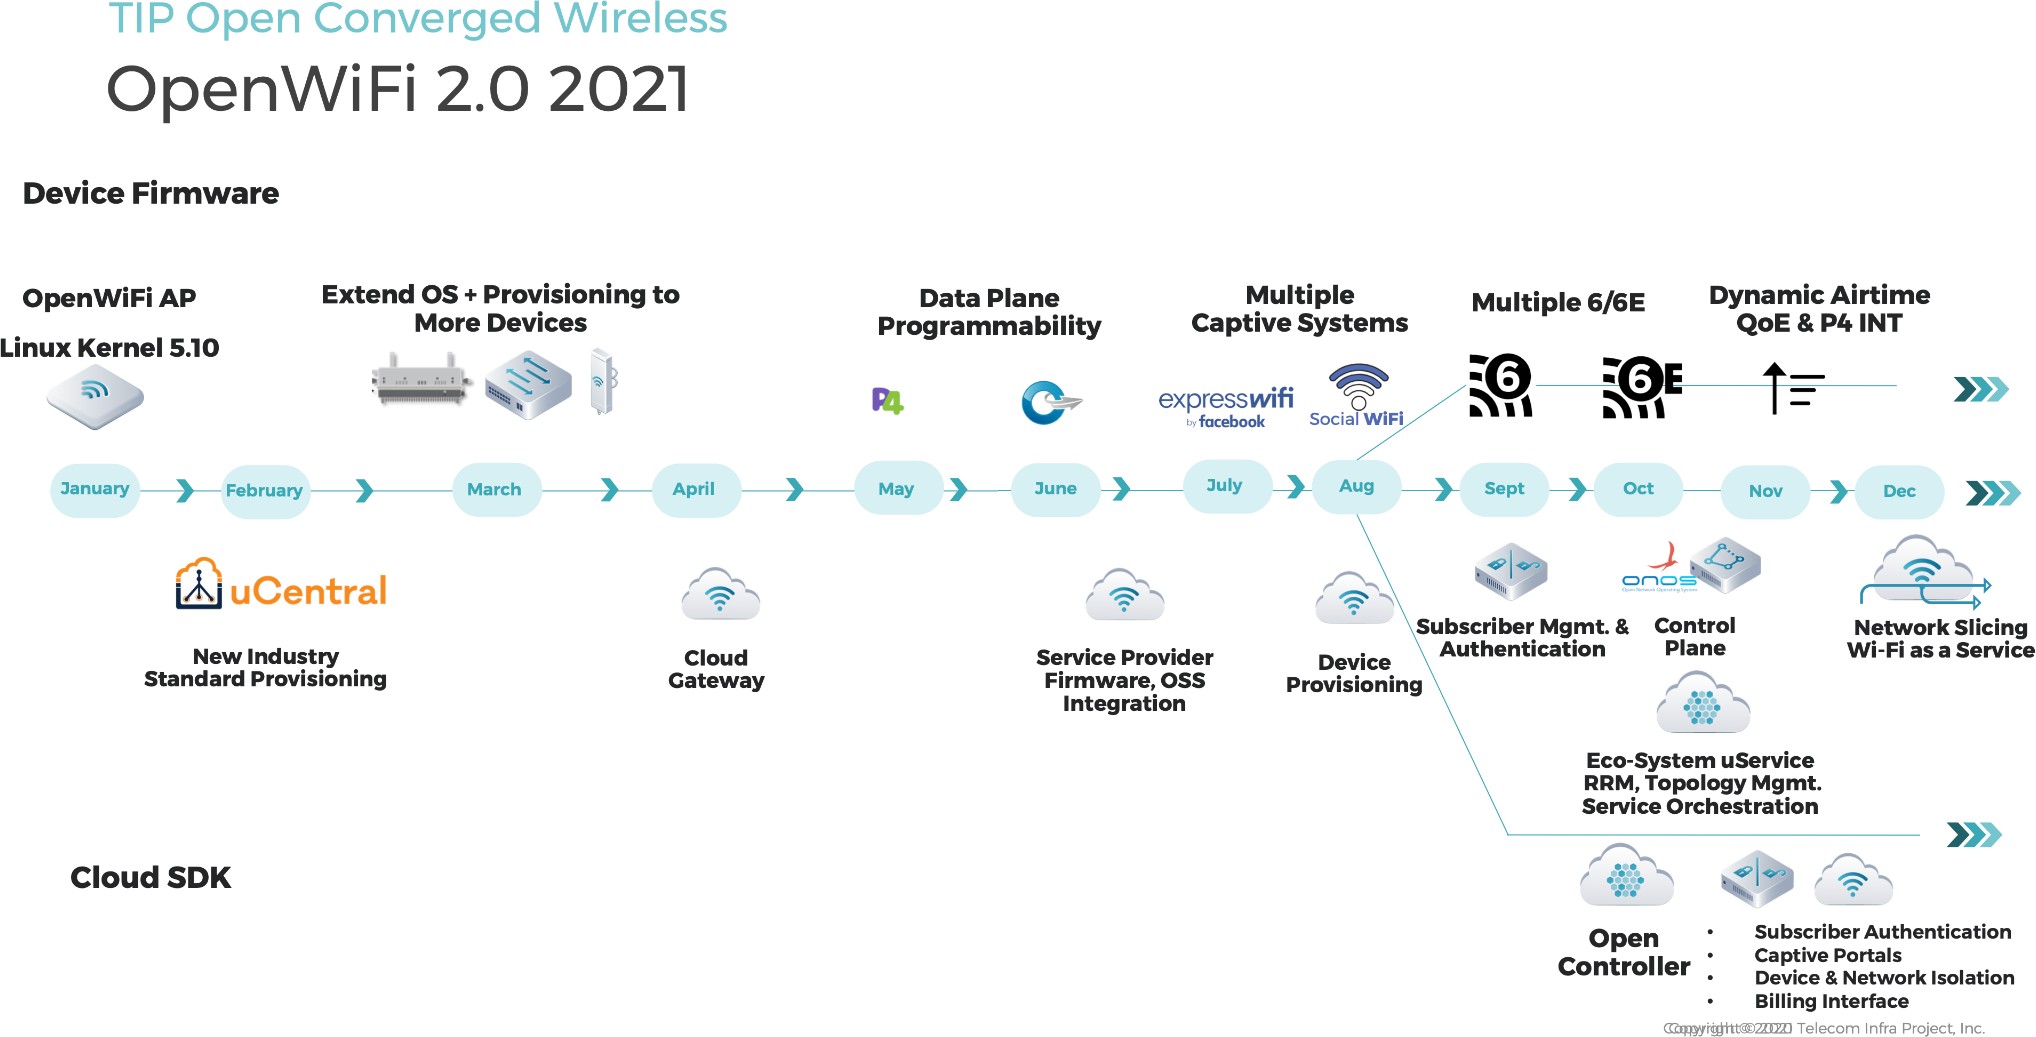 TIP Open Converged Wireless
OpenWiFi 2.0 2021
Device Firmware
OpenWiFi AP
Linux Kernel 5.10
Extend OS + Provisioning to
More Devices
Data Plane
Programmability
Multiple
Captive Systems
Multiple 6/6E
Dynamic Airtime
QoE & P4 INT
P4
expresswifi
by facebook
Social WiFi
6
6E
January
February
March
April
May
June
July
Aug
Sept
Oct
Nov
Dec
uCentral
New Industry
Standard Provisioning
Cloud
Gateway
Service Provider
Firmware, OSS
Integration
Device
Provisioning
Subscriber Mgmt. &
Authentication
onos
Open Network Operating System
Control
Plane
Network Slicing
Wi-Fi as a Service
Eco-System uService
RRM, Topology Mgmt.
Service Orchestration
Cloud SDK
Open
Controller
• Subscriber Authentication
• Captive Portals
• Device & Network Isolation
• Billing Interface
Copyright © 2020 Telecom Infra Project, Inc.